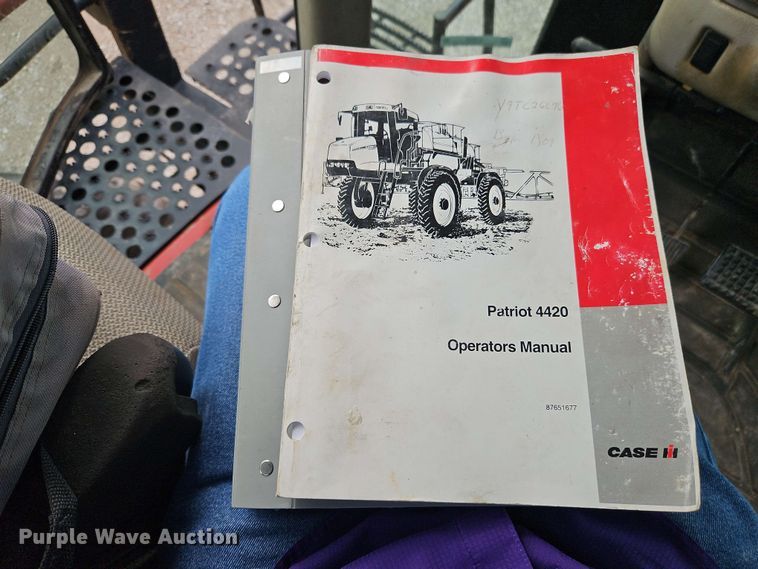 Patriot 4420
Operators Manual
87651677
CASE IH
Purple Wave Auction